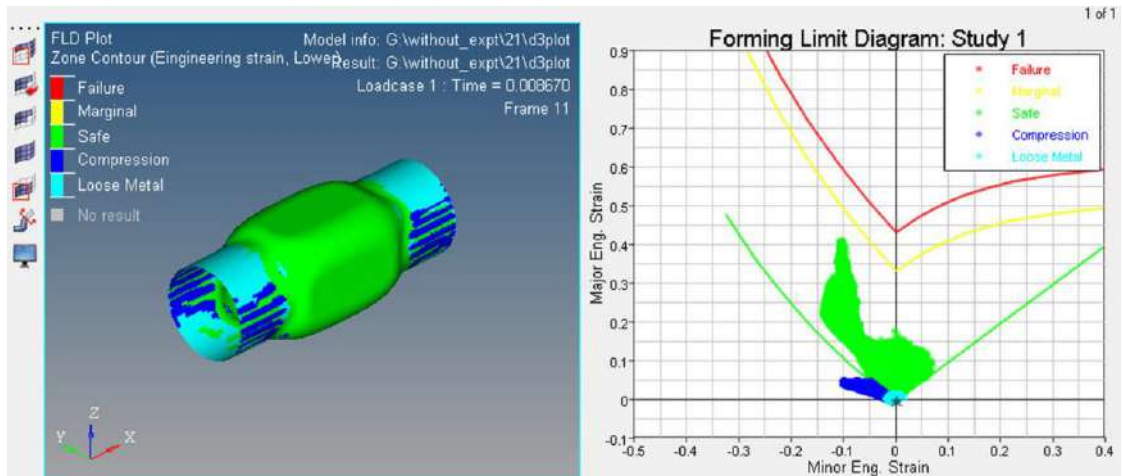 1 of 1
FLD Plot
Zone Contour (Eingineering strain, Lower)
Model info: G:\without_expt\21\d3plot
Result: G:\without_expt\21\d3plot
Loadcase 1 : Time = 0.008670
Frame 11
Failure
Marginal
Safe
Compression
Loose Metal
No result
Z
Y
X
Forming Limit Diagram: Study 1
Failure
Marginal
Safe
Compression
Loose Metal
Major Eng. Strain
0.9
0.8
0.7
0.6
0.5
0.4
0.3
0.2
0.1
0
-0.1
-0.5
-0.4
-0.3
-0.2
-0.1
0
0.1
0.2
0.3
0.4
Minor Eng. Strain